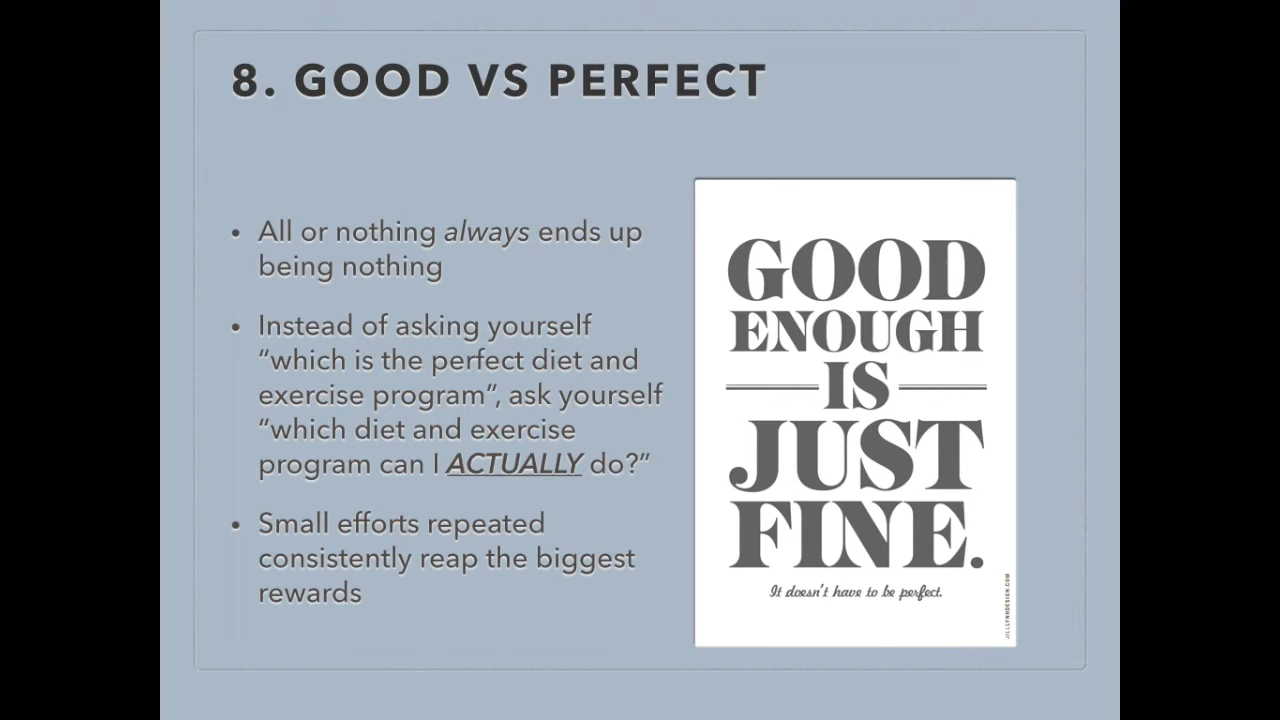 8. GOOD VS PERFECT
• All or nothing always ends up
being nothing
• Instead of asking yourself
"which is the perfect diet and
exercise program", ask yourself
"which diet and exercise
program can I ACTUALLY do?"
• Small efforts repeated
consistently reap the biggest
rewards
GOOD
ENOUGH
IS
JUST
FINE.
It doesn't have to be perfect.
JILLLYNNDESIGN.COM